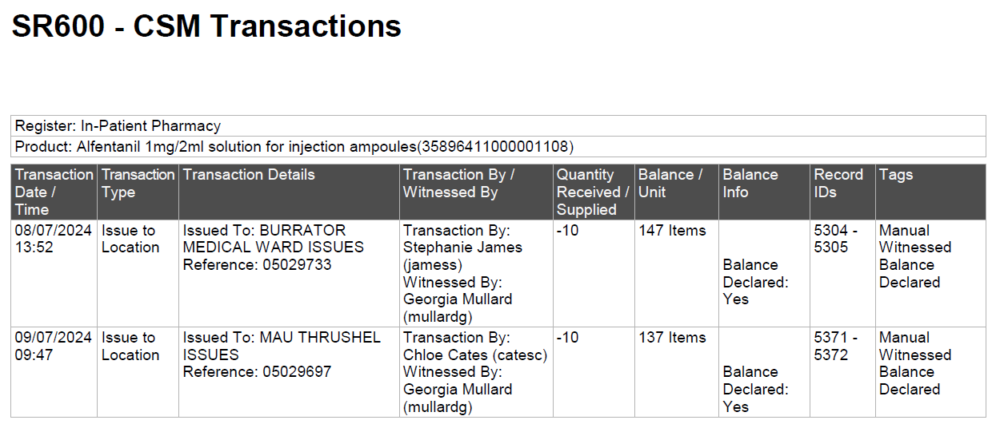 SR600 - CSM Transactions
Register: In-Patient Pharmacy
Product: Alfentanil 1mg/2ml solution for injection ampoules(35896411000001108)
Transaction Date / Time
Transaction Type
Transaction Details
Transaction By / Witnessed By
Quantity Received / Supplied
Balance / Unit
Balance Info
Record IDs
Tags
08/07/2024
13:52
Issue to
Location
Issued To: BURRATOR
MEDICAL WARD ISSUES
Reference: 05029733
Transaction By:
Stephanie James
(jamess)
Witnessed By:
Georgia Mullard
(mullardg)
-10
147 Items
Balance
Declared:
Yes
5304 -
5305
Manual
Witnessed
Balance
Declared
09/07/2024
09:47
Issue to
Location
Issued To: MAU THRUSHEL
ISSUES
Reference: 05029697
Transaction By:
Chloe Cates (catesc)
Witnessed By:
Georgia Mullard
(mullardg)
-10
137 Items
Balance
Declared:
Yes
5371 -
5372
Manual
Witnessed
Balance
Declared